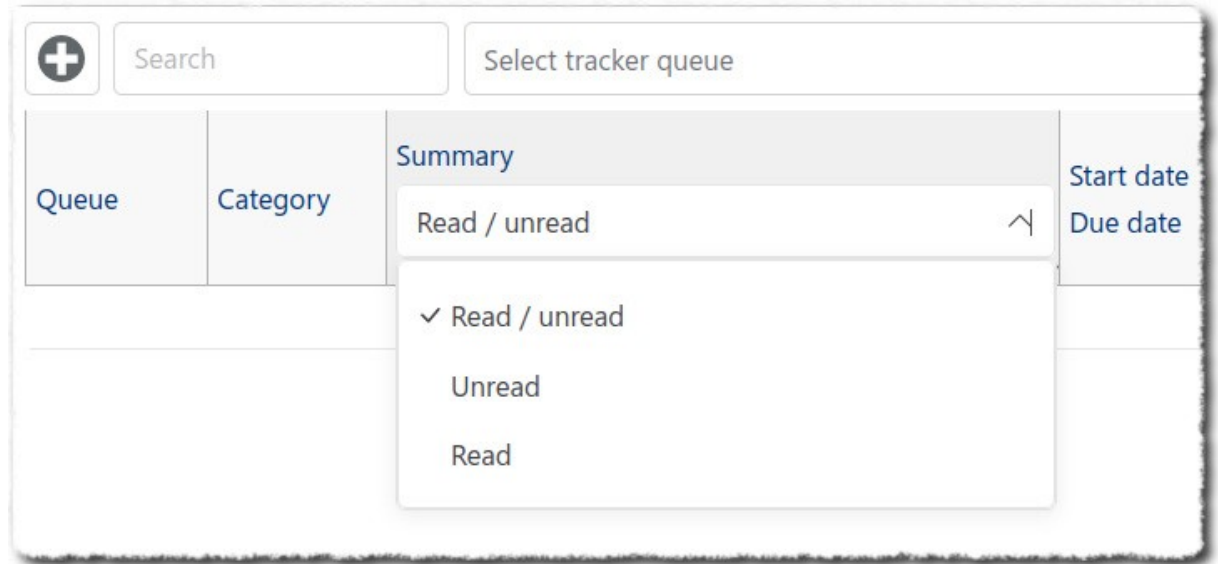 Search
Select tracker queue
Queue
Category
Summary
Read / unread
Start date
Due date
Read / unread
Unread
Read